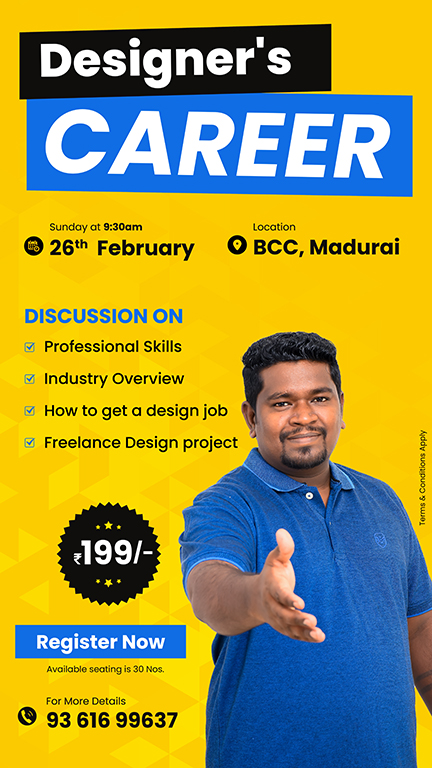 Designer's
CAREER
Sunday at 9:30am
26th February
Location
BCC, Madurai
DISCUSSION ON
Professional Skills
Industry Overview
How to get a design job
Freelance Design project
Terms & Conditions Apply
₹199/-
Register Now
Available seating is 30 Nos.
For More Details
93 616 99637